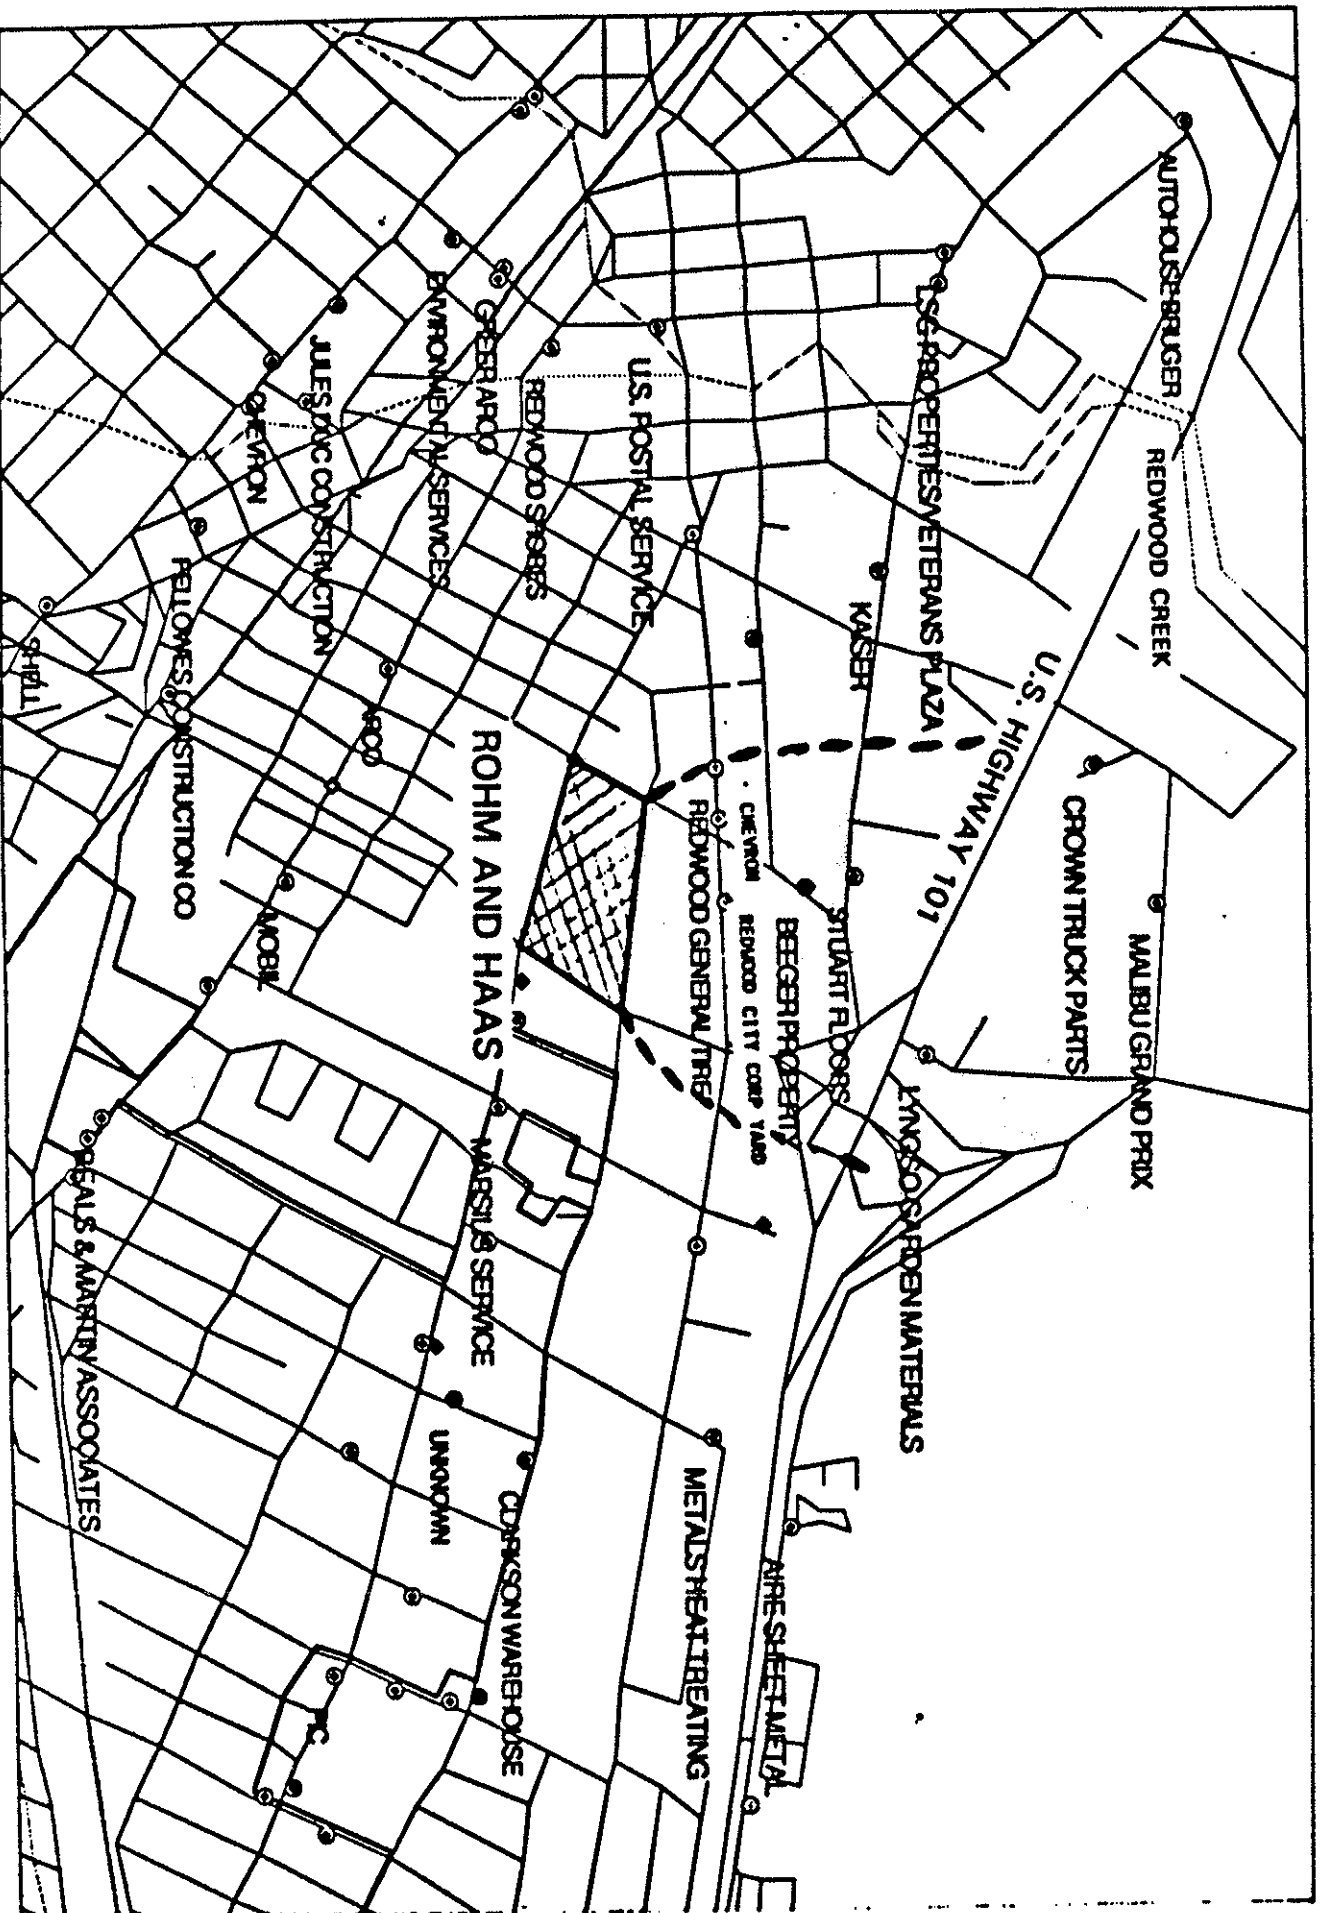 AUTOHOUSE BRUGER
REDWOOD CREEK
MALIBU GRAND PRIX
CROWN TRUCK PARTS
U.S. HIGHWAY 101
LYNGSO GARDEN MATERIALS
LSG PROPERTIES/VETERANS PLAZA
KASER
STUART FLOORS
BEEGER PROPERTY
AIRE SHEET METAL
CHEVRON
REDWOOD CITY CORP YARD
REDWOOD GENERAL TIRE
METALS HEAT TREATING
U.S. POSTAL SERVICE
REDWOOD SHORES
CLARKSON WAREHOUSE
GREER ARCO
ROHM AND HAAS
MARSILIS SERVICE
ENVIRONMENTAL SERVICES
UNKNOWN
ARCO
JULES DUC CONSTRUCTION
CHEVRON
MOBIL
FELLOWES CONSTRUCTION CO
BEALS & MARTIN ASSOCIATES
SHELL